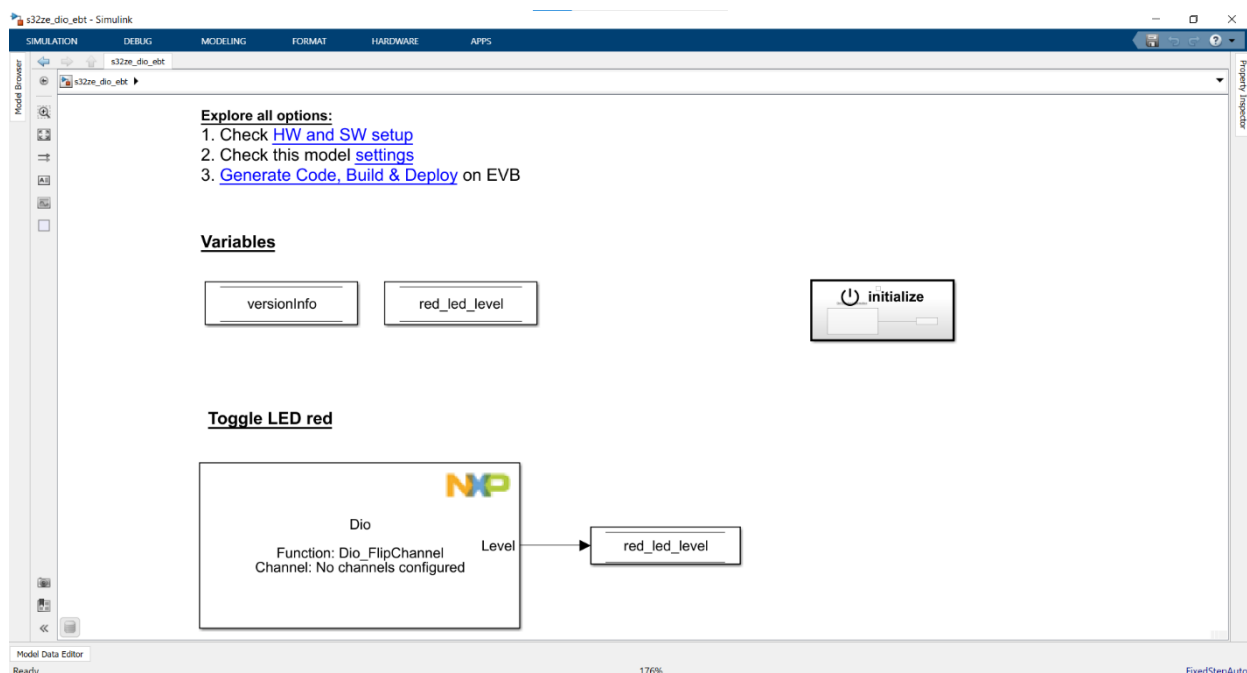 s32ze_dio_ebt - Simulink
SIMULATION DEBUG MODELING FORMAT HARDWARE APPS
s32ze_dio_ebt
s32ze_dio_ebt
Model Browser
Property Inspector
Explore all options:
1. Check HW and SW setup
2. Check this model settings
3. Generate Code, Build & Deploy on EVB
Variables
versionInfo
red_led_level
initialize
Toggle LED red
NXP
Dio
Function: Dio_FlipChannel
Channel: No channels configured
Level
red_led_level
Model Data Editor
Ready 176% FixedStepAuto